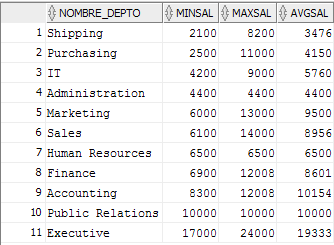 NOMBRE_DEPTO MINSAL MAXSAL AVGSAL
1 Shipping 2100 8200 3476
2 Purchasing 2500 11000 4150
3 IT 4200 9000 5760
4 Administration 4400 4400 4400
5 Marketing 6000 13000 9500
6 Sales 6100 14000 8956
7 Human Resources 6500 6500 6500
8 Finance 6900 12008 8601
9 Accounting 8300 12008 10154
10 Public Relations 10000 10000 10000
11 Executive 17000 24000 19333